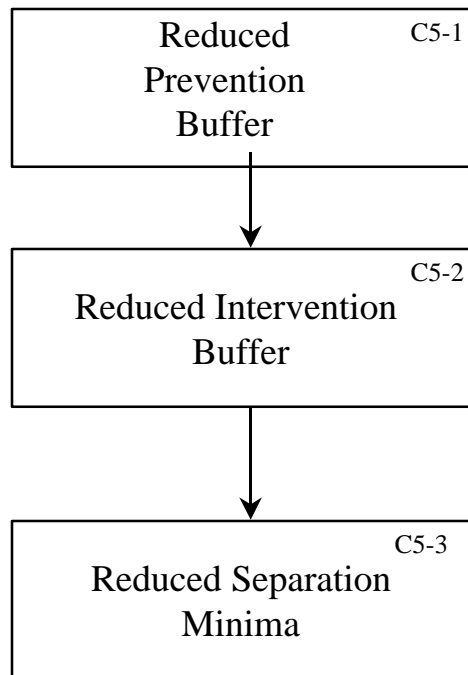 C5-1
Reduced
Prevention
Buffer
C5-2
Reduced Intervention
Buffer
C5-3
Reduced Separation
Minima